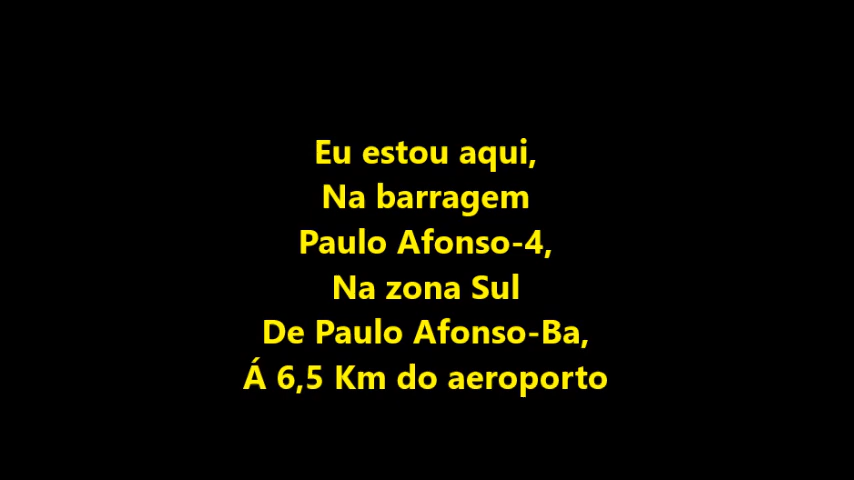 Eu estou aqui,
Na barragem
Paulo Afonso-4,
Na zona Sul
De Paulo Afonso-Ba,
Á 6,5 Km do aeroporto